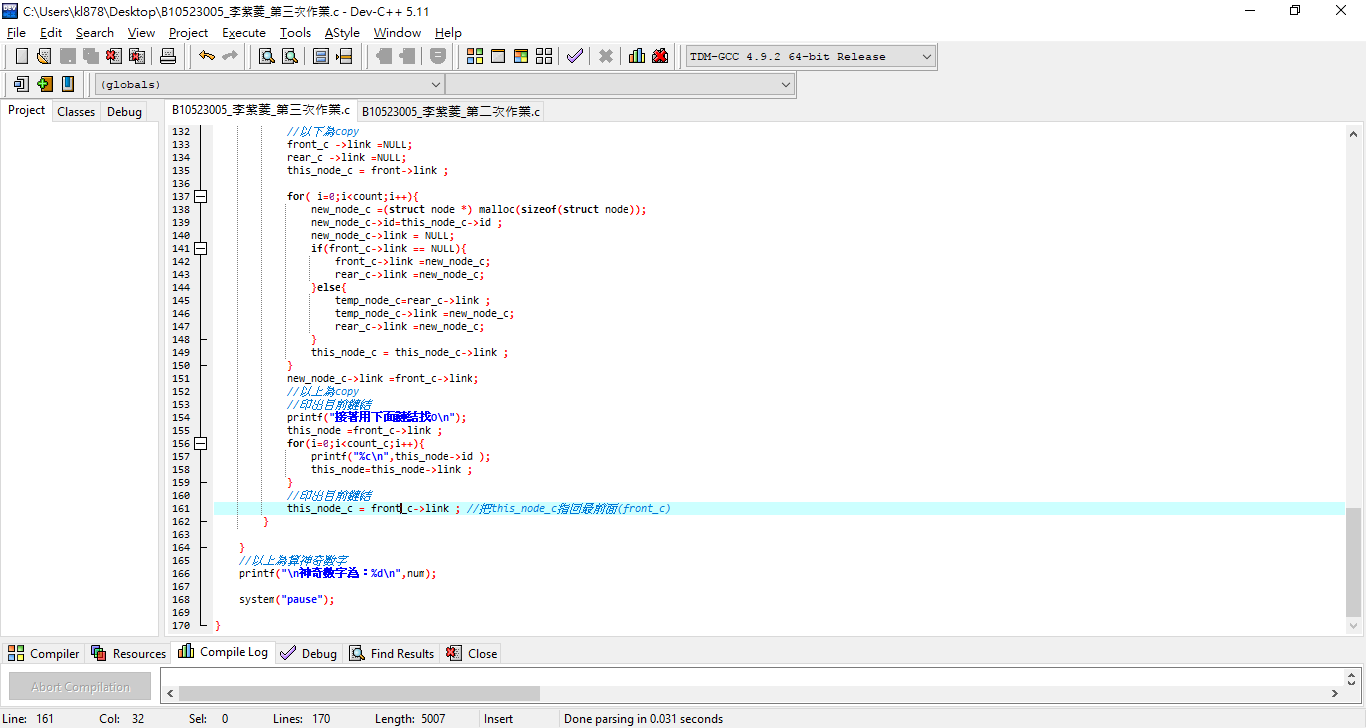 C:\Users\kl878\Desktop\B10523005_李紫菱_第三次作業.c - Dev-C++ 5.11
File Edit Search View Project Execute Tools AStyle Window Help
TDM-GCC 4.9.2 64-bit Release
(globals)
Project Classes Debug
B10523005_李紫菱_第三次作業.c B10523005_李紫菱_第二次作業.c
132 //以下為copy
133 front_c ->link =NULL;
134 rear_c ->link =NULL;
135 this_node_c = front->link ;
136
137 for( i=0;i<count;i++){
138 new_node_c =(struct node *) malloc(sizeof(struct node));
139 new_node_c->id=this_node_c->id ;
140 new_node_c->link = NULL;
141 if(front_c->link == NULL){
142 front_c->link =new_node_c;
143 rear_c->link =new_node_c;
144 }else{
145 temp_node_c=rear_c->link ;
146 temp_node_c->link =new_node_c;
147 rear_c->link =new_node_c;
148 }
149 this_node_c = this_node_c->link ;
150 }
151 new_node_c->link =front_c->link;
152 //以上為copy
153 //印出目前鏈結
154 printf("接著用下面鏈結找O\n");
155 this_node =front_c->link ;
156 for(i=0;i<count_c;i++){
157 printf("%c\n",this_node->id );
158 this_node=this_node->link ;
159 }
160 //印出目前鏈結
161 this_node_c = front_c->link ; //把this_node_c指回最前面(front_c)
162 }
163
164 }
165 //以上為算神奇數字
166 printf("\n神奇數字為：%d\n",num);
167
168 system("pause");
169
170 }
Compiler Resources Compile Log Debug Find Results Close
Abort Compilation
Line: 161 Col: 32 Sel: 0 Lines: 170 Length: 5007 Insert Done parsing in 0.031 seconds